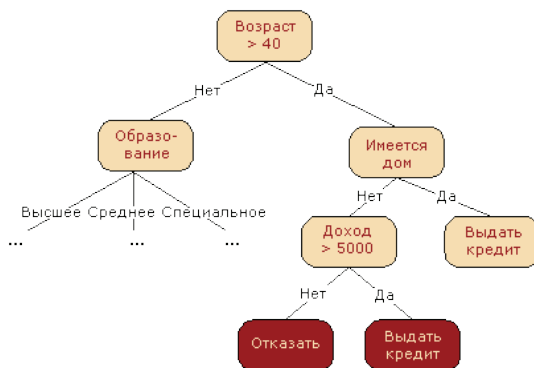 Возраст
> 40
Нет
Да
Образо-
вание
Имеется
дом
Высшее
Среднее
Специальное
Нет
Да
...
...
...
Доход
> 5000
Выдать
кредит
Нет
Да
Отказать
Выдать
кредит